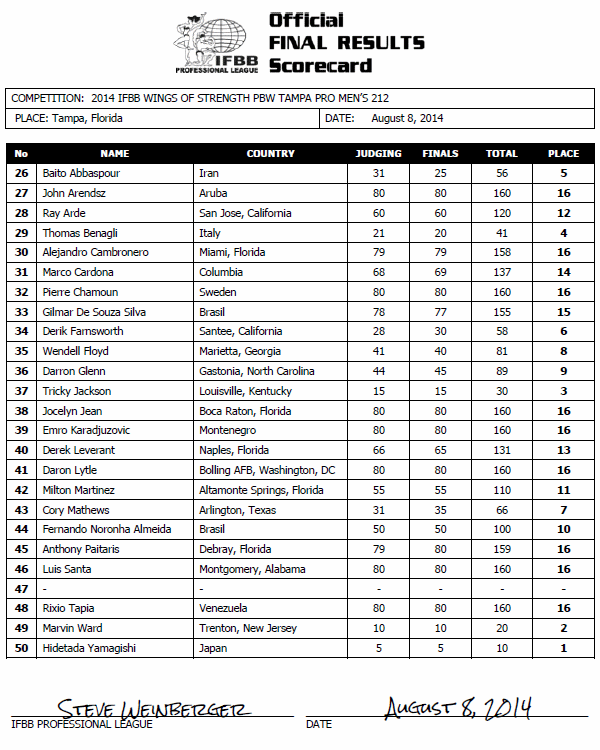 IFBB
PROFESSIONAL LEAGUE
Official
FINAL RESULTS
Scorecard
COMPETITION: 2014 IFBB WINGS OF STRENGTH PBW TAMPA PRO MEN'S 212
PLACE: Tampa, Florida DATE: August 8, 2014
No NAME COUNTRY JUDGING FINALS TOTAL PLACE
26 Baito Abbaspour Iran 31 25 56 5
27 John Arendsz Aruba 80 80 160 16
28 Ray Arde San Jose, California 60 60 120 12
29 Thomas Benagli Italy 21 20 41 4
30 Alejandro Cambronero Miami, Florida 79 79 158 16
31 Marco Cardona Columbia 68 69 137 14
32 Pierre Chamoun Sweden 80 80 160 16
33 Gilmar De Souza Silva Brasil 78 77 155 15
34 Derik Farnsworth Santee, California 28 30 58 6
35 Wendell Floyd Marietta, Georgia 41 40 81 8
36 Darron Glenn Gastonia, North Carolina 44 45 89 9
37 Tricky Jackson Louisville, Kentucky 15 15 30 3
38 Jocelyn Jean Boca Raton, Florida 80 80 160 16
39 Emro Karadjuzovic Montenegro 80 80 160 16
40 Derek Leverant Naples, Florida 66 65 131 13
41 Daron Lytle Bolling AFB, Washington, DC 80 80 160 16
42 Milton Martinez Altamonte Springs, Florida 55 55 110 11
43 Cory Mathews Arlington, Texas 31 35 66 7
44 Fernando Noronha Almeida Brasil 50 50 100 10
45 Anthony Paitaris Debray, Florida 79 80 159 16
46 Luis Santa Montgomery, Alabama 80 80 160 16
47 - - - - - -
48 Rixio Tapia Venezuela 80 80 160 16
49 Marvin Ward Trenton, New Jersey 10 10 20 2
50 Hidetada Yamagishi Japan 5 5 10 1
STEVE WEINBERGER AUGUST 8, 2014
IFBB PROFESSIONAL LEAGUE DATE